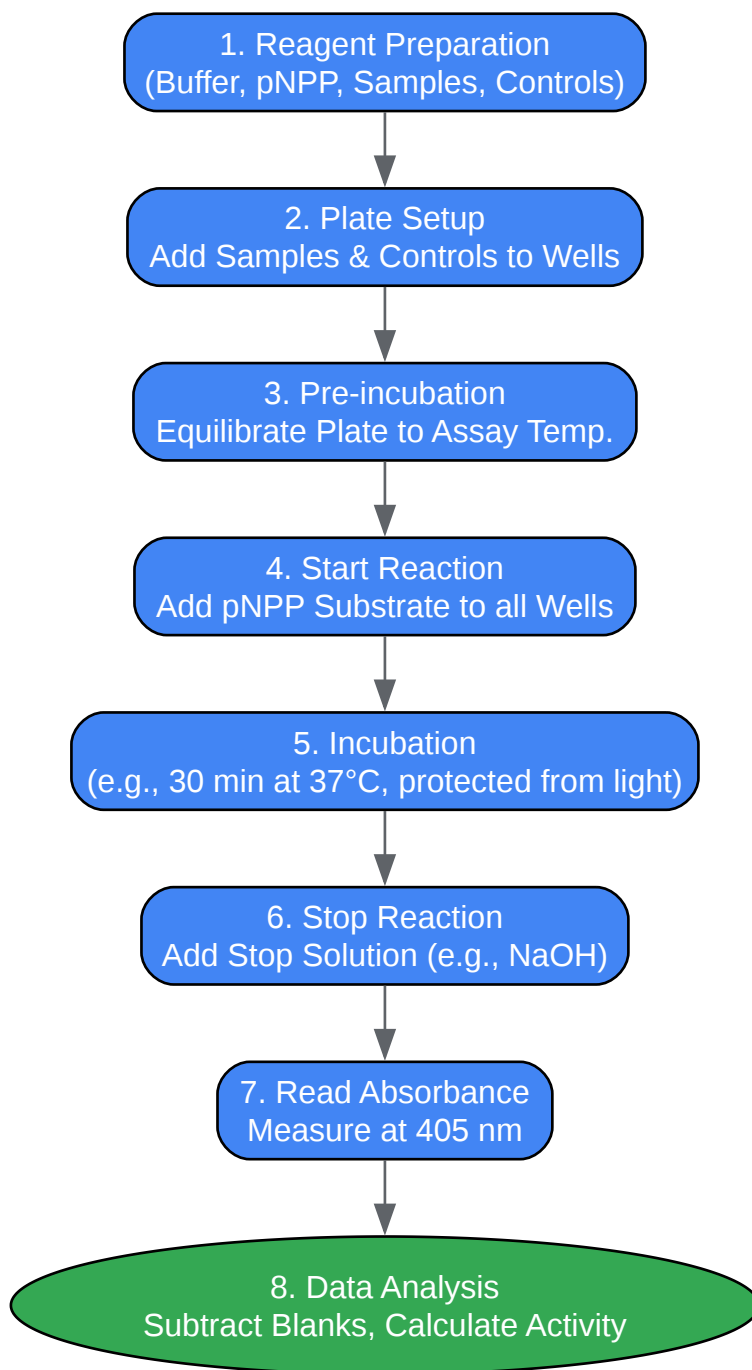 1. Reagent Preparation
(Buffer, pNPP, Samples, Controls)
2. Plate Setup
Add Samples & Controls to Wells
3. Pre-incubation
Equilibrate Plate to Assay Temp.
4. Start Reaction
Add pNPP Substrate to all Wells
5. Incubation
(e.g., 30 min at 37°C, protected from light)
6. Stop Reaction
Add Stop Solution (e.g., NaOH)
7. Read Absorbance
Measure at 405 nm
8. Data Analysis
Subtract Blanks, Calculate Activity